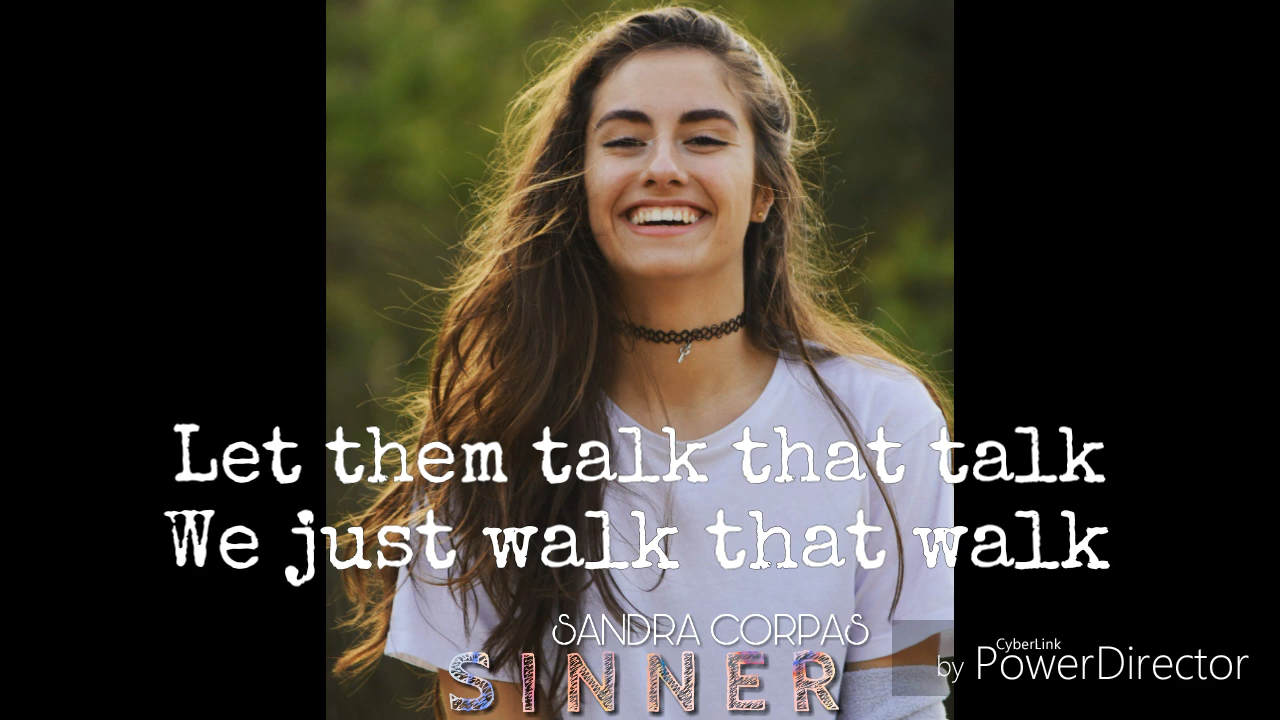 Let them talk that talk
We just walk that walk
SANDRA CORPAS
SINNER
CyberLink
by PowerDirector